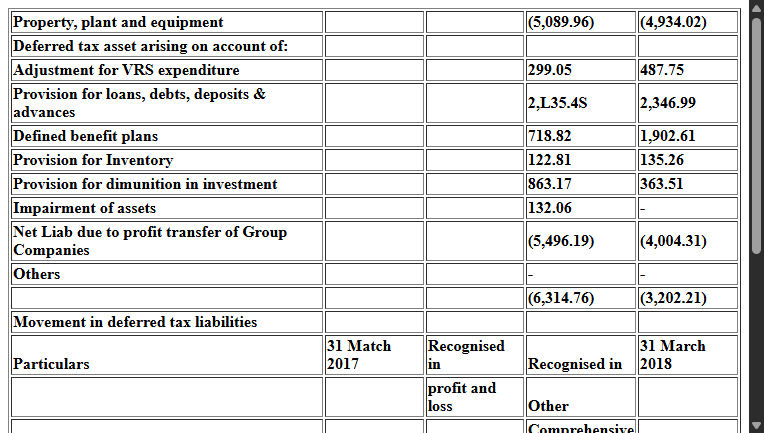 Property, plant and equipment (5,089.96) (4,934.02)
Deferred tax asset arising on account of:
Adjustment for VRS expenditure 299.05 487.75
Provision for loans, debts, deposits &
advances 2,L35.4S 2,346.99
Defined benefit plans 718.82 1,902.61
Provision for Inventory 122.81 135.26
Provision for dimunition in investment 863.17 363.51
Impairment of assets 132.06 -
Net Liab due to profit transfer of Group
Companies (5,496.19) (4,004.31)
Others - -
(6,314.76) (3,202.21)
Movement in deferred tax liabilities
Particulars 31 Match 2017 Recognised in Recognised in 31 March 2018
profit and loss Other
Comprehensive